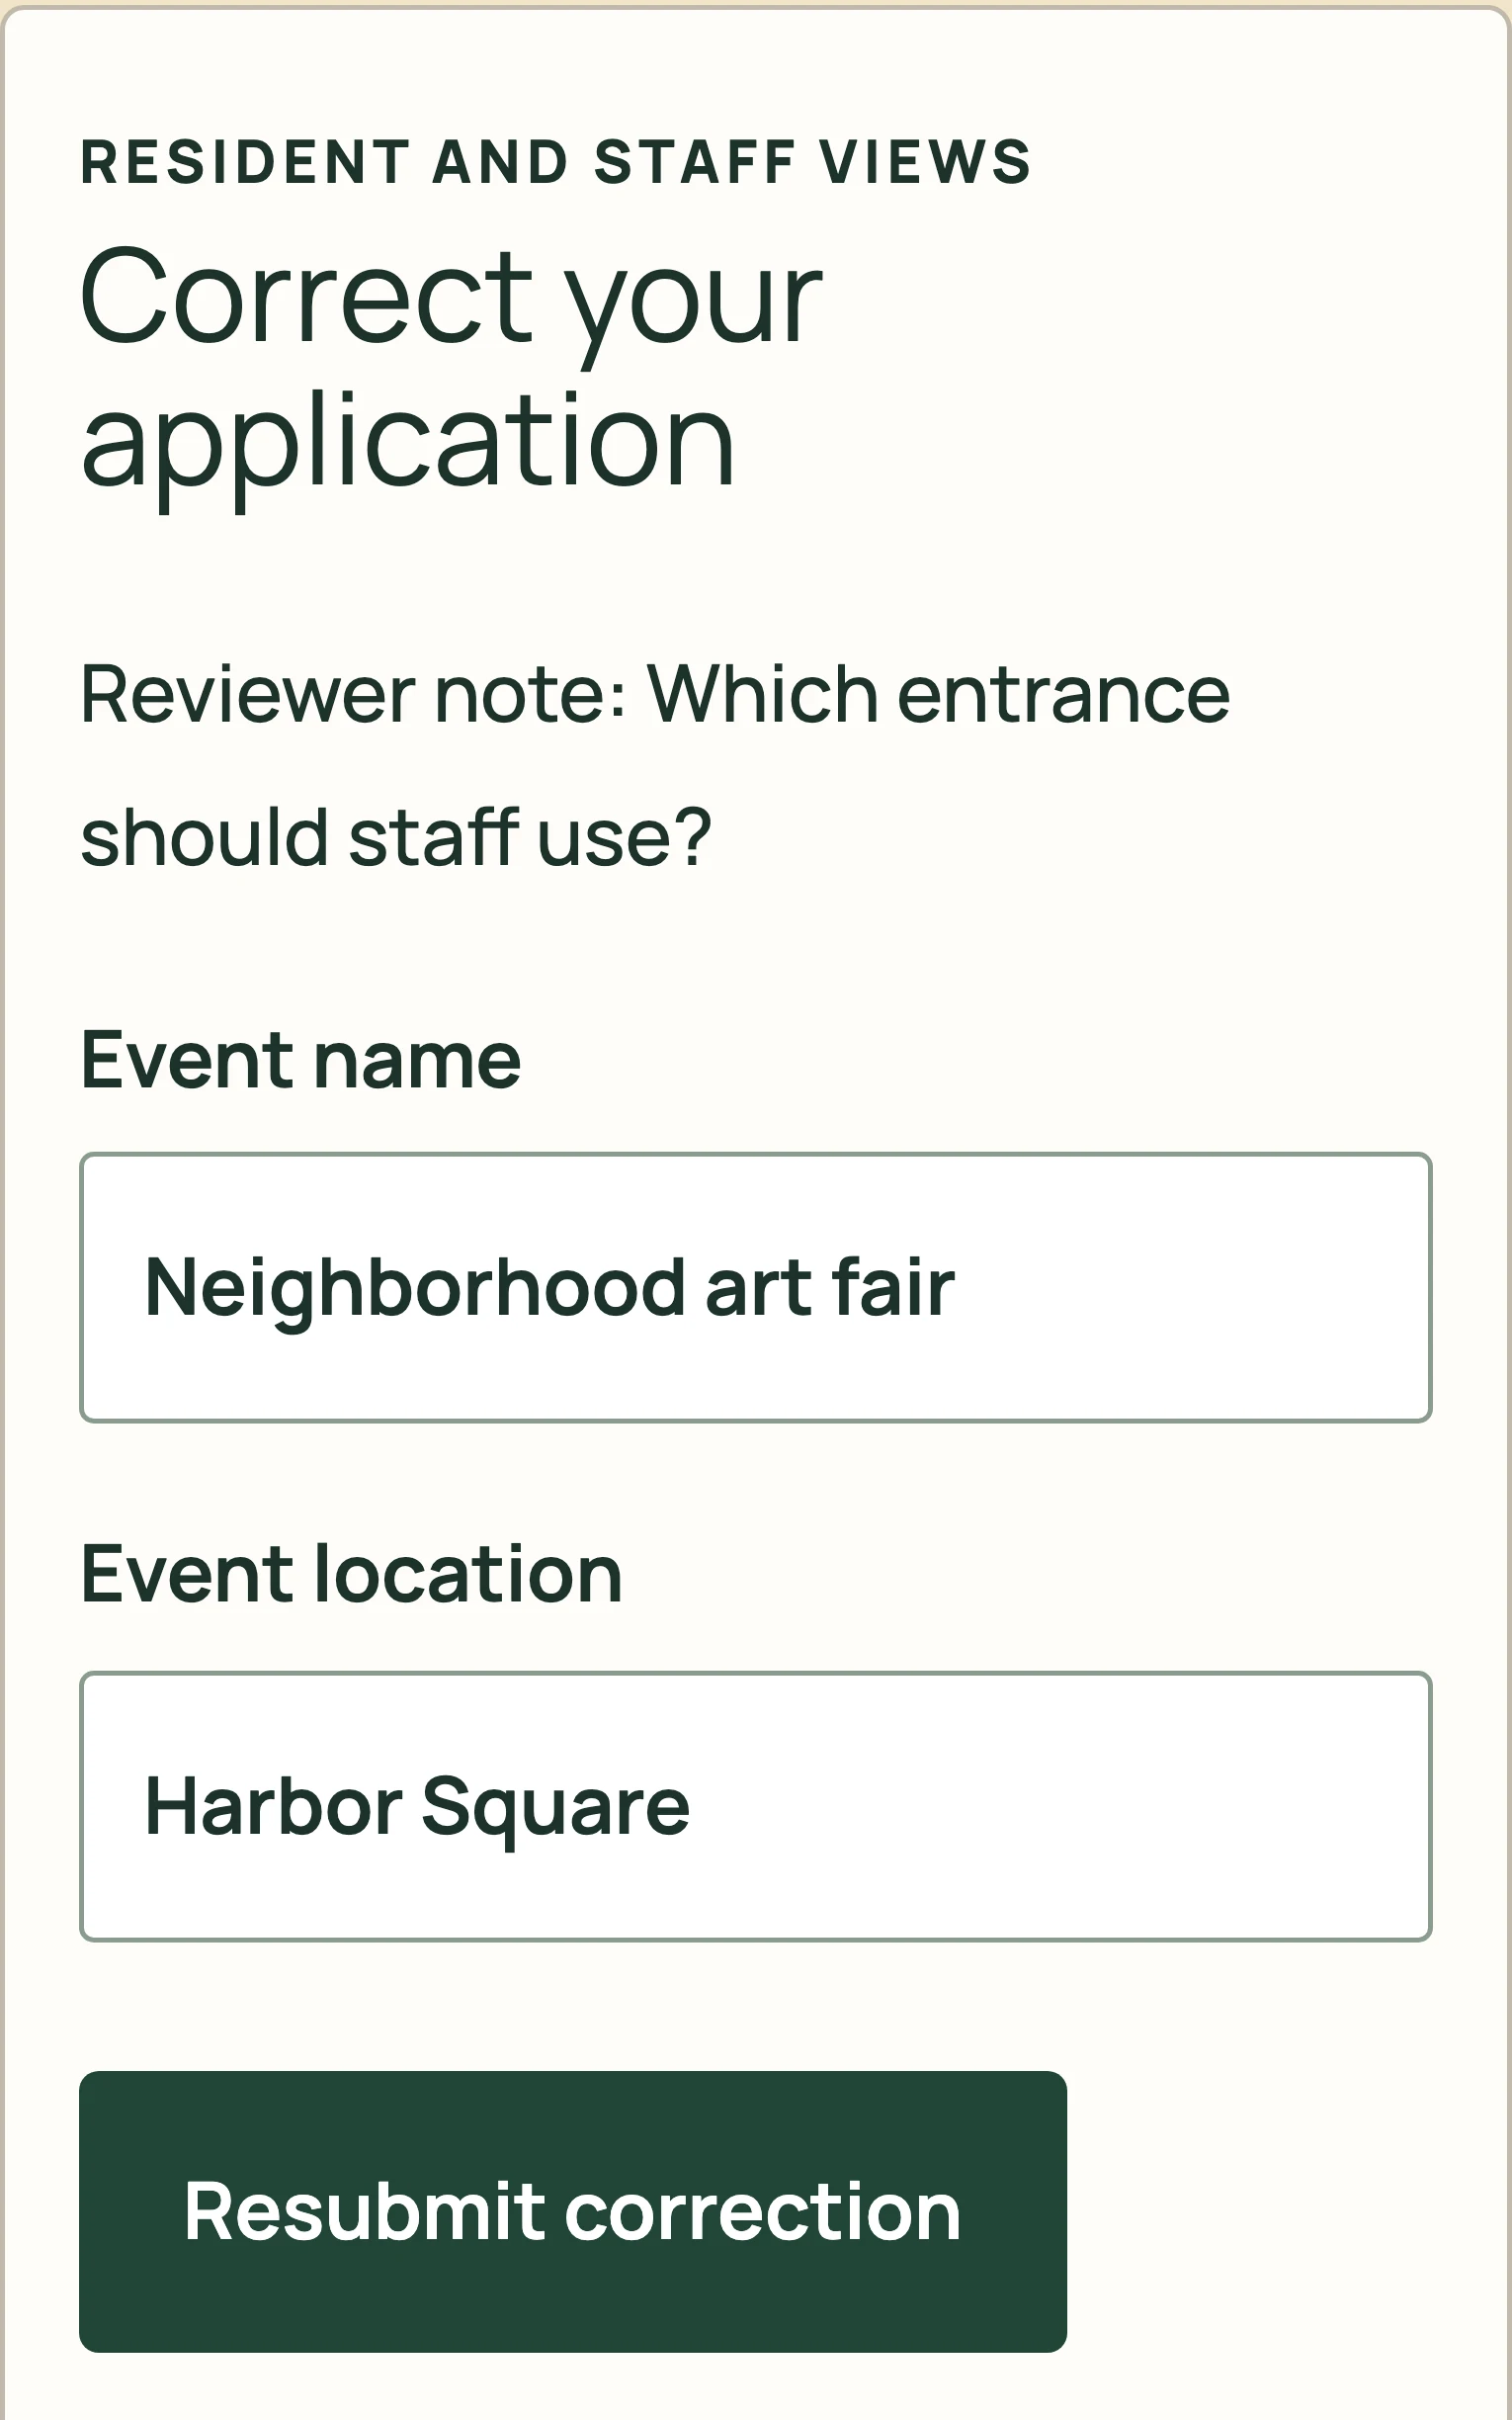 RESIDENT AND STAFF VIEWS
Correct your
application
Reviewer note: Which entrance
should staff use?
Event name
Neighborhood art fair
Event location
Harbor Square
Resubmit correction